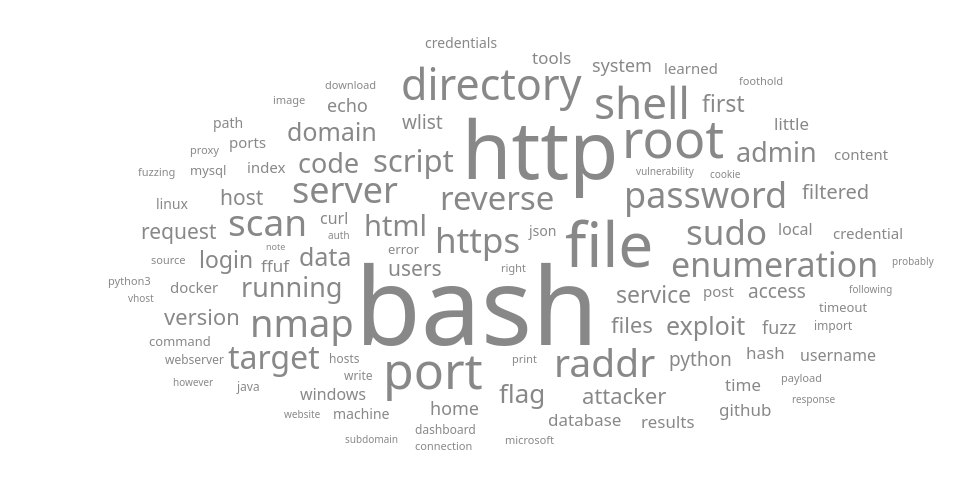 credentials
tools
system
learned
directory
foothold
download
image
echo
shell
first
path
domain
wlist
http
root
little
ports
proxy
code
script
admin
content
fuzzing
mysql
index
vulnerability
cookie
server
reverse
password
filtered
linux
host
request
scan
curl
html
auth
json
file
sudo
local
credential
https
note
error
source
login
ffuf
data
users
right
enumeration
probably
python3
vhost
docker
running
bash
service
post
access
following
timeout
version
nmap
files
exploit
fuzz
import
command
webserver
target
hosts
port
print
raddr
python
hash
username
however
java
write
windows
flag
attacker
time
payload
response
website
machine
home
database
results
github
dashboard
subdomain
connection
microsoft